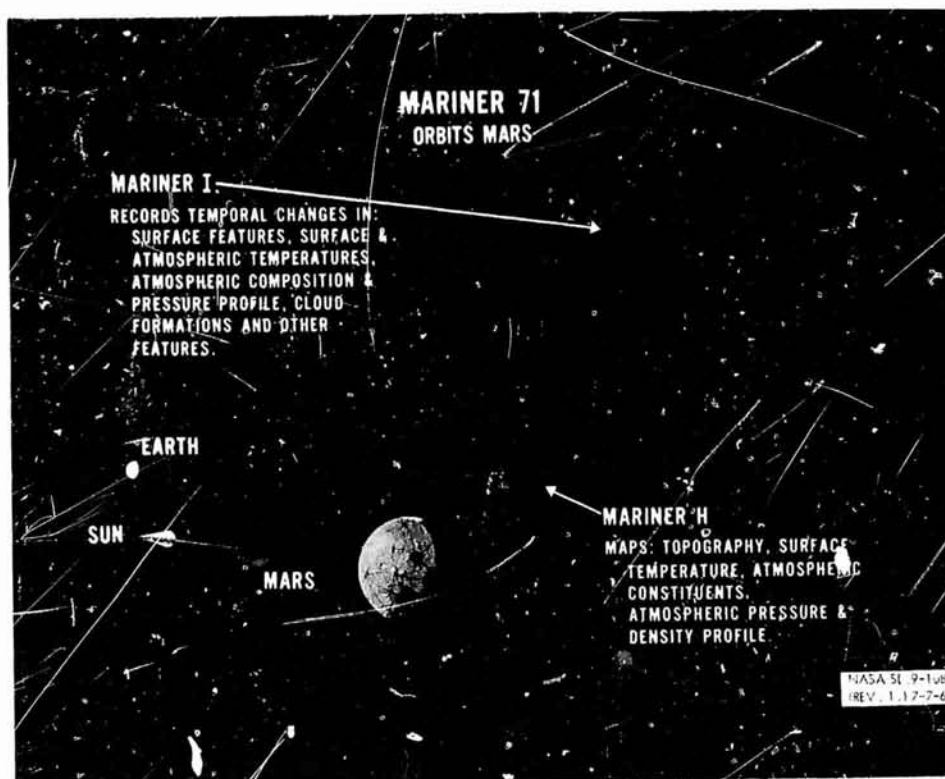 MARINER 71
ORBITS MARS
MARINER I
RECORDS TEMPORAL CHANGES IN:
SURFACE FEATURES, SURFACE &
ATMOSPHERIC TEMPERATURES,
ATMOSPHERIC COMPOSITION &
PRESSURE PROFILE, CLOUD
FORMATIONS AND OTHER
FEATURES.
EARTH
SUN
MARS
MARINER H
MAPS: TOPOGRAPHY, SURFACE
TEMPERATURE, ATMOSPHERIC
CONSTITUENTS,
ATMOSPHERIC PRESSURE &
DENSITY PROFILE
NASA